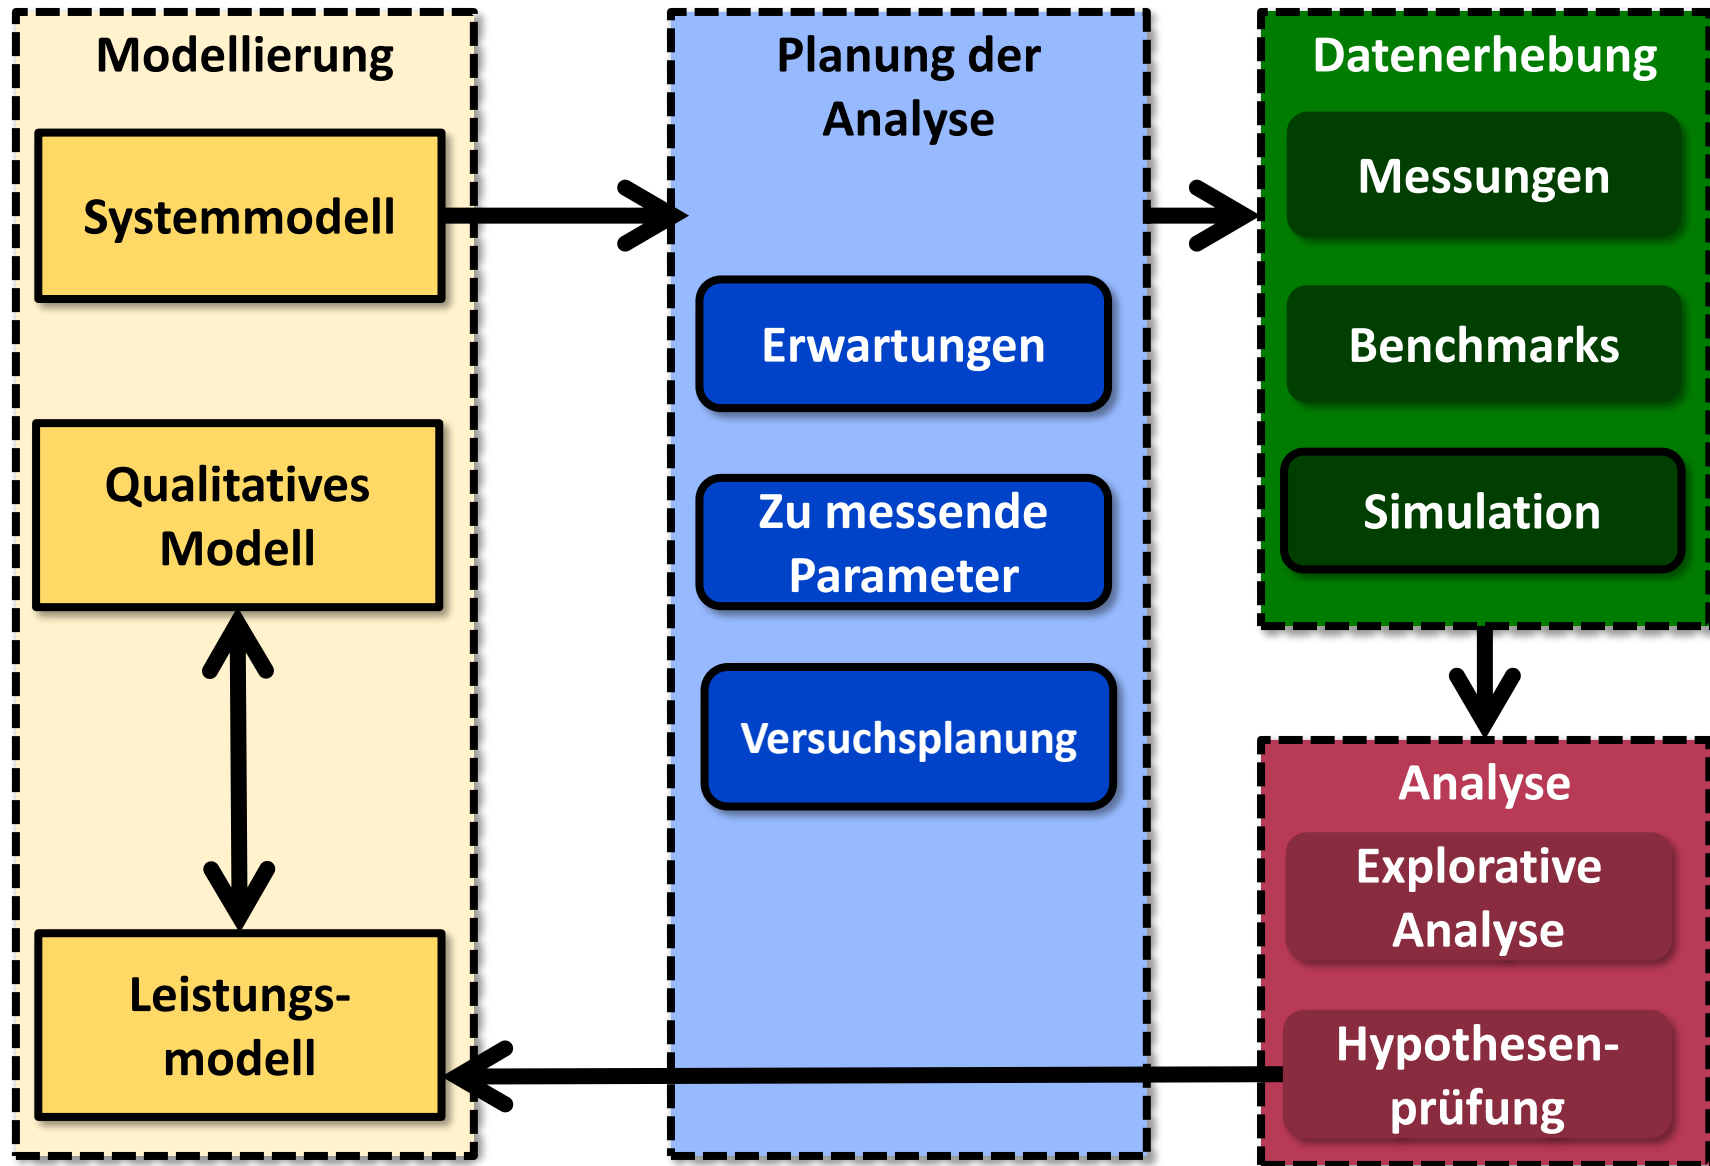 Modellierung
Systemmodell
Qualitatives
Modell
Leistungs-
modell
Planung der
Analyse
Erwartungen
Zu messende
Parameter
Versuchsplanung
Datenerhebung
Messungen
Benchmarks
Simulation
Analyse
Explorative
Analyse
Hypothesen-
prüfung